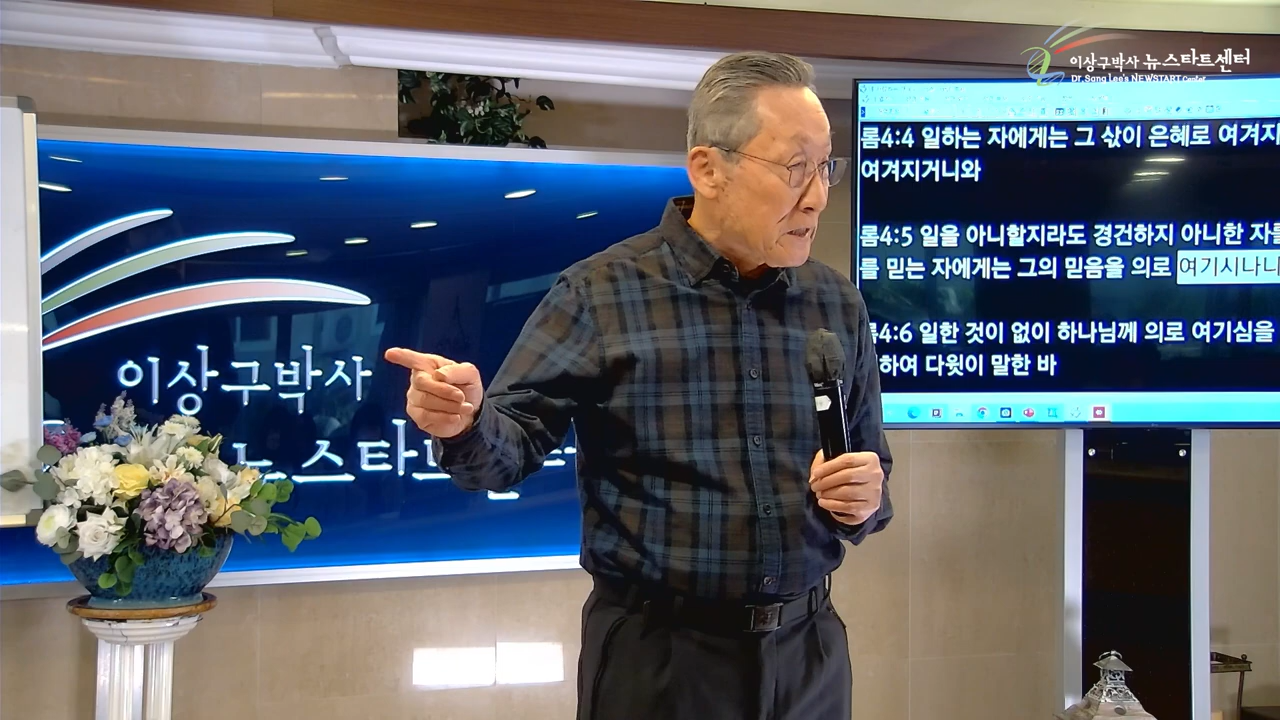 이상구박사 뉴스타트센터
Dr. Sang Lee's NEWSTART Center
이상구박사
뉴스타트
롬4:4 일하는 자에게는 그 삯이 은혜로 여겨지
여겨지거니와
롬4:5 일을 아니할지라도 경건하지 아니한 자를
를 믿는 자에게는 그의 믿음을 의로 여기시나니
롬4:6 일한 것이 없이 하나님께 의로 여기심을
하여 다윗이 말한 바